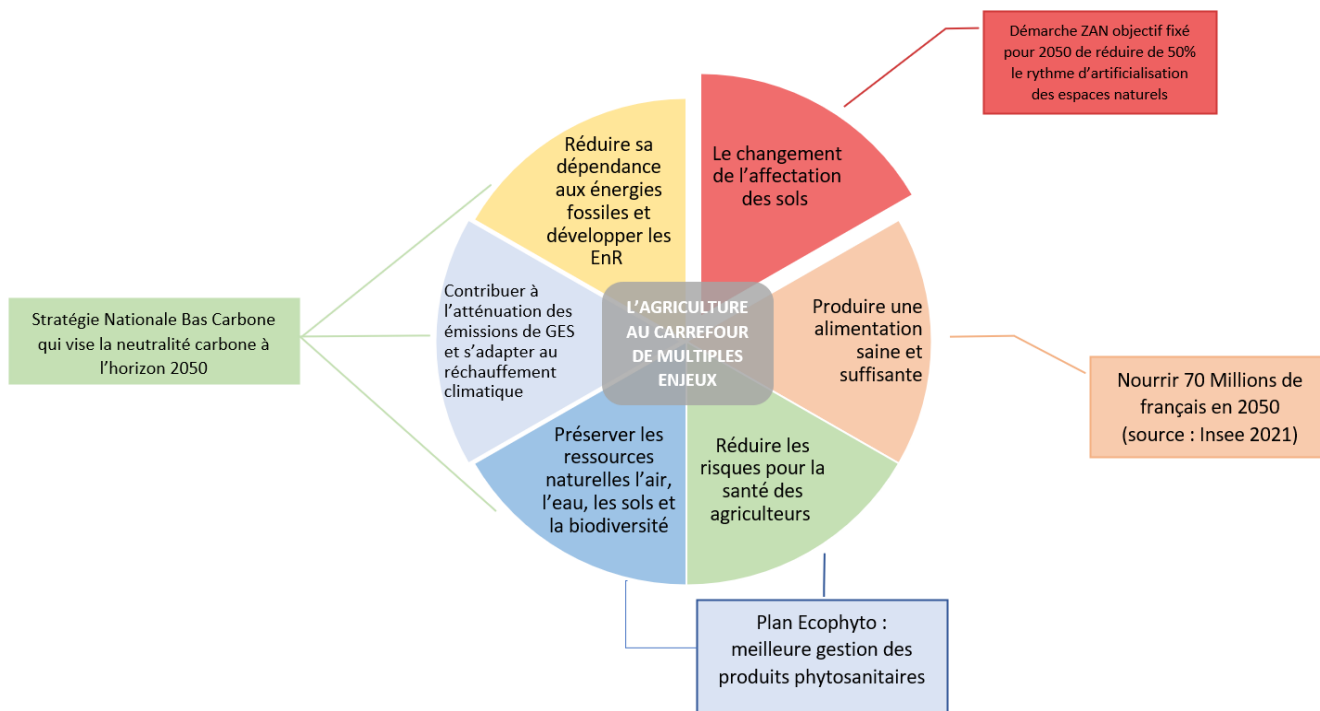 Démarche ZAN objectif fixé
pour 2050 de réduire de 50%
le rythme d'artificialisation
des espaces naturels
Réduire sa
dépendance
aux énergies
fossiles et
développer les
EnR
Le changement
de l'affectation
des sols
Stratégie Nationale Bas Carbone
qui vise la neutralité carbone à
l'horizon 2050
Contribuer à
l'atténuation des
émissions de GES
et s'adapter au
réchauffement
climatique
L'AGRICULTURE
AU CARREFOUR
DE MULTIPLES
ENJEUX
Produire une
alimentation
saine et
suffisante
Nourrir 70 Millions de
français en 2050
(source : Insee 2021)
Préserver les
ressources
naturelles l'air,
l'eau, les sols et
la biodiversité
Réduire les
risques pour la
santé des
agriculteurs
Plan Ecophyto :
meilleure gestion des
produits phytosanitaires